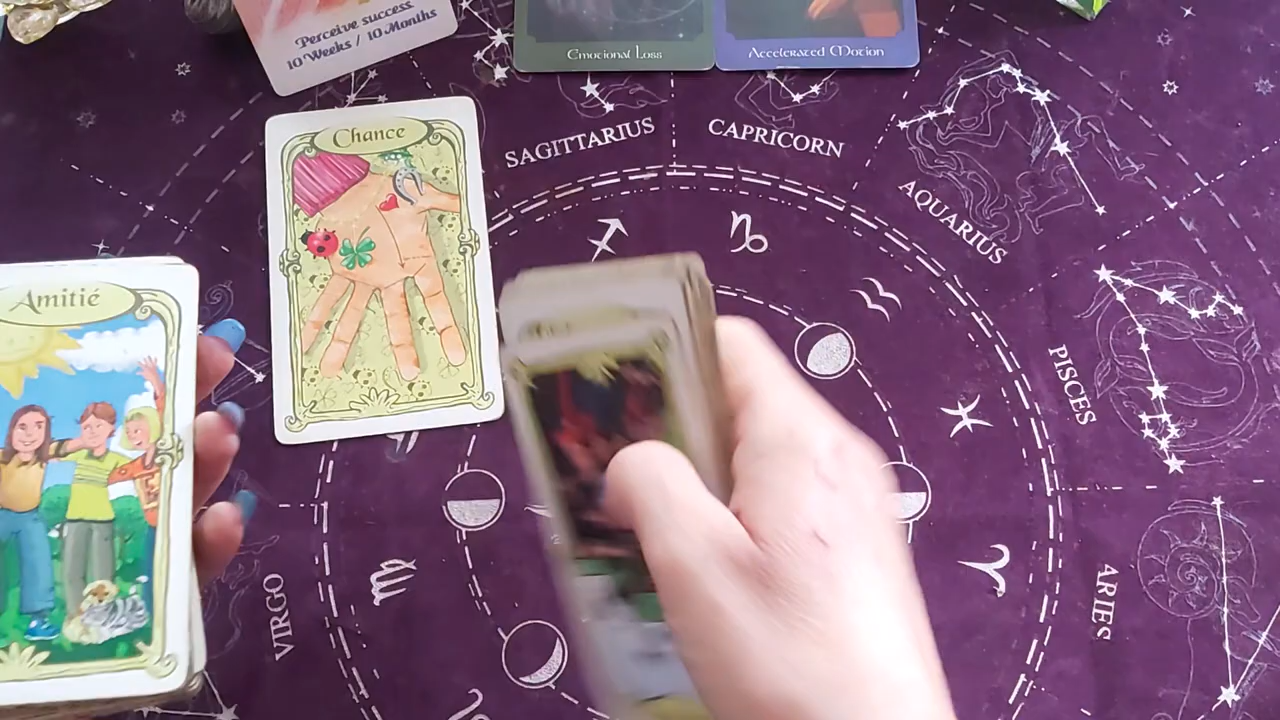 Perceive success
10 Weeks / 10 Months
Emotional Loss
Accelerated Motion
Chance
SAGITTARIUS
CAPRICORN
AQUARIUS
Amitié
PISCES
VIRGO
ARIES